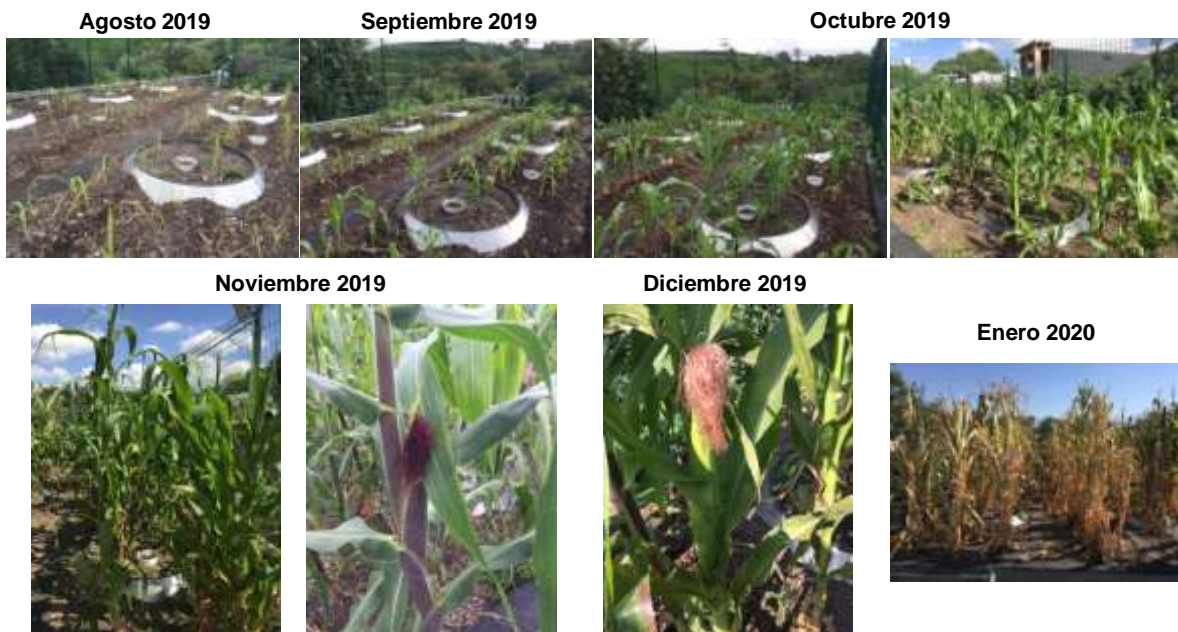 Agosto 2019
Septiembre 2019
Octubre 2019
Noviembre 2019
Diciembre 2019
Enero 2020